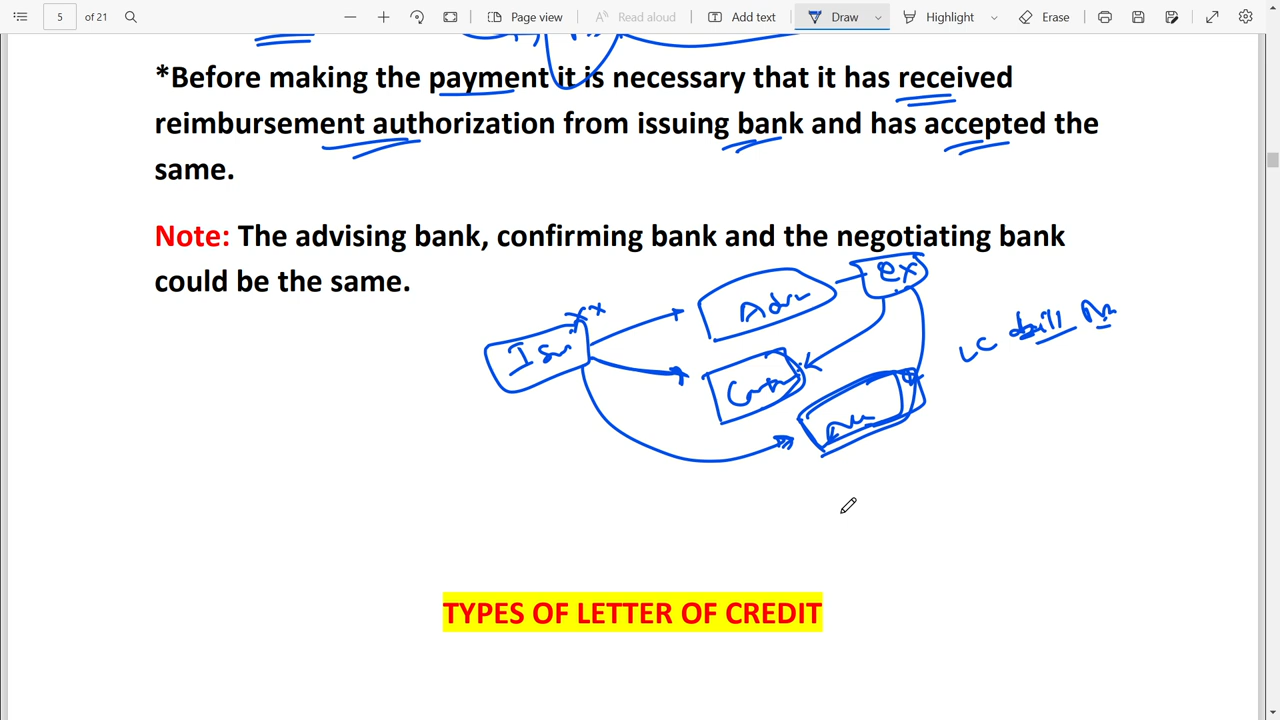 5 of 21 Page view Read aloud Add text Draw Highlight Erase
*Before making the payment it is necessary that it has received
reimbursement authorization from issuing bank and has accepted the
same.
Note: The advising bank, confirming bank and the negotiating bank
could be the same.
ex
LC
TYPES OF LETTER OF CREDIT